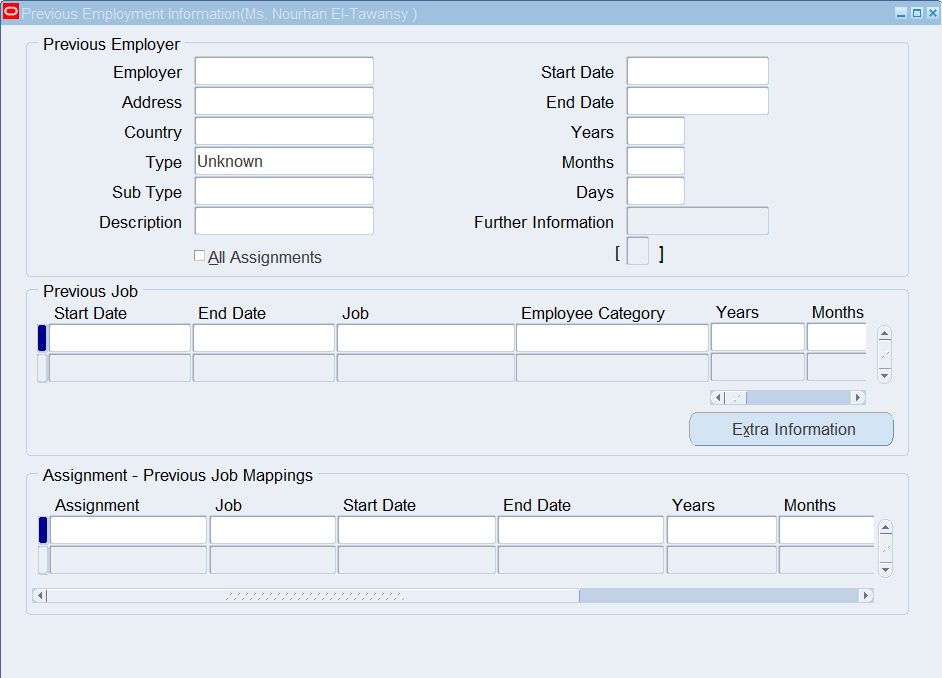 Previous Employment Information(Ms. Nourhan El-Tawansy )
Previous Employer
Employer
Start Date
Address
End Date
Country
Years
Type Unknown
Months
Sub Type
Days
Description
Further Information
All Assignments
[ ]
Previous Job
Start Date End Date Job Employee Category Years Months
Extra Information
Assignment - Previous Job Mappings
Assignment Job Start Date End Date Years Months